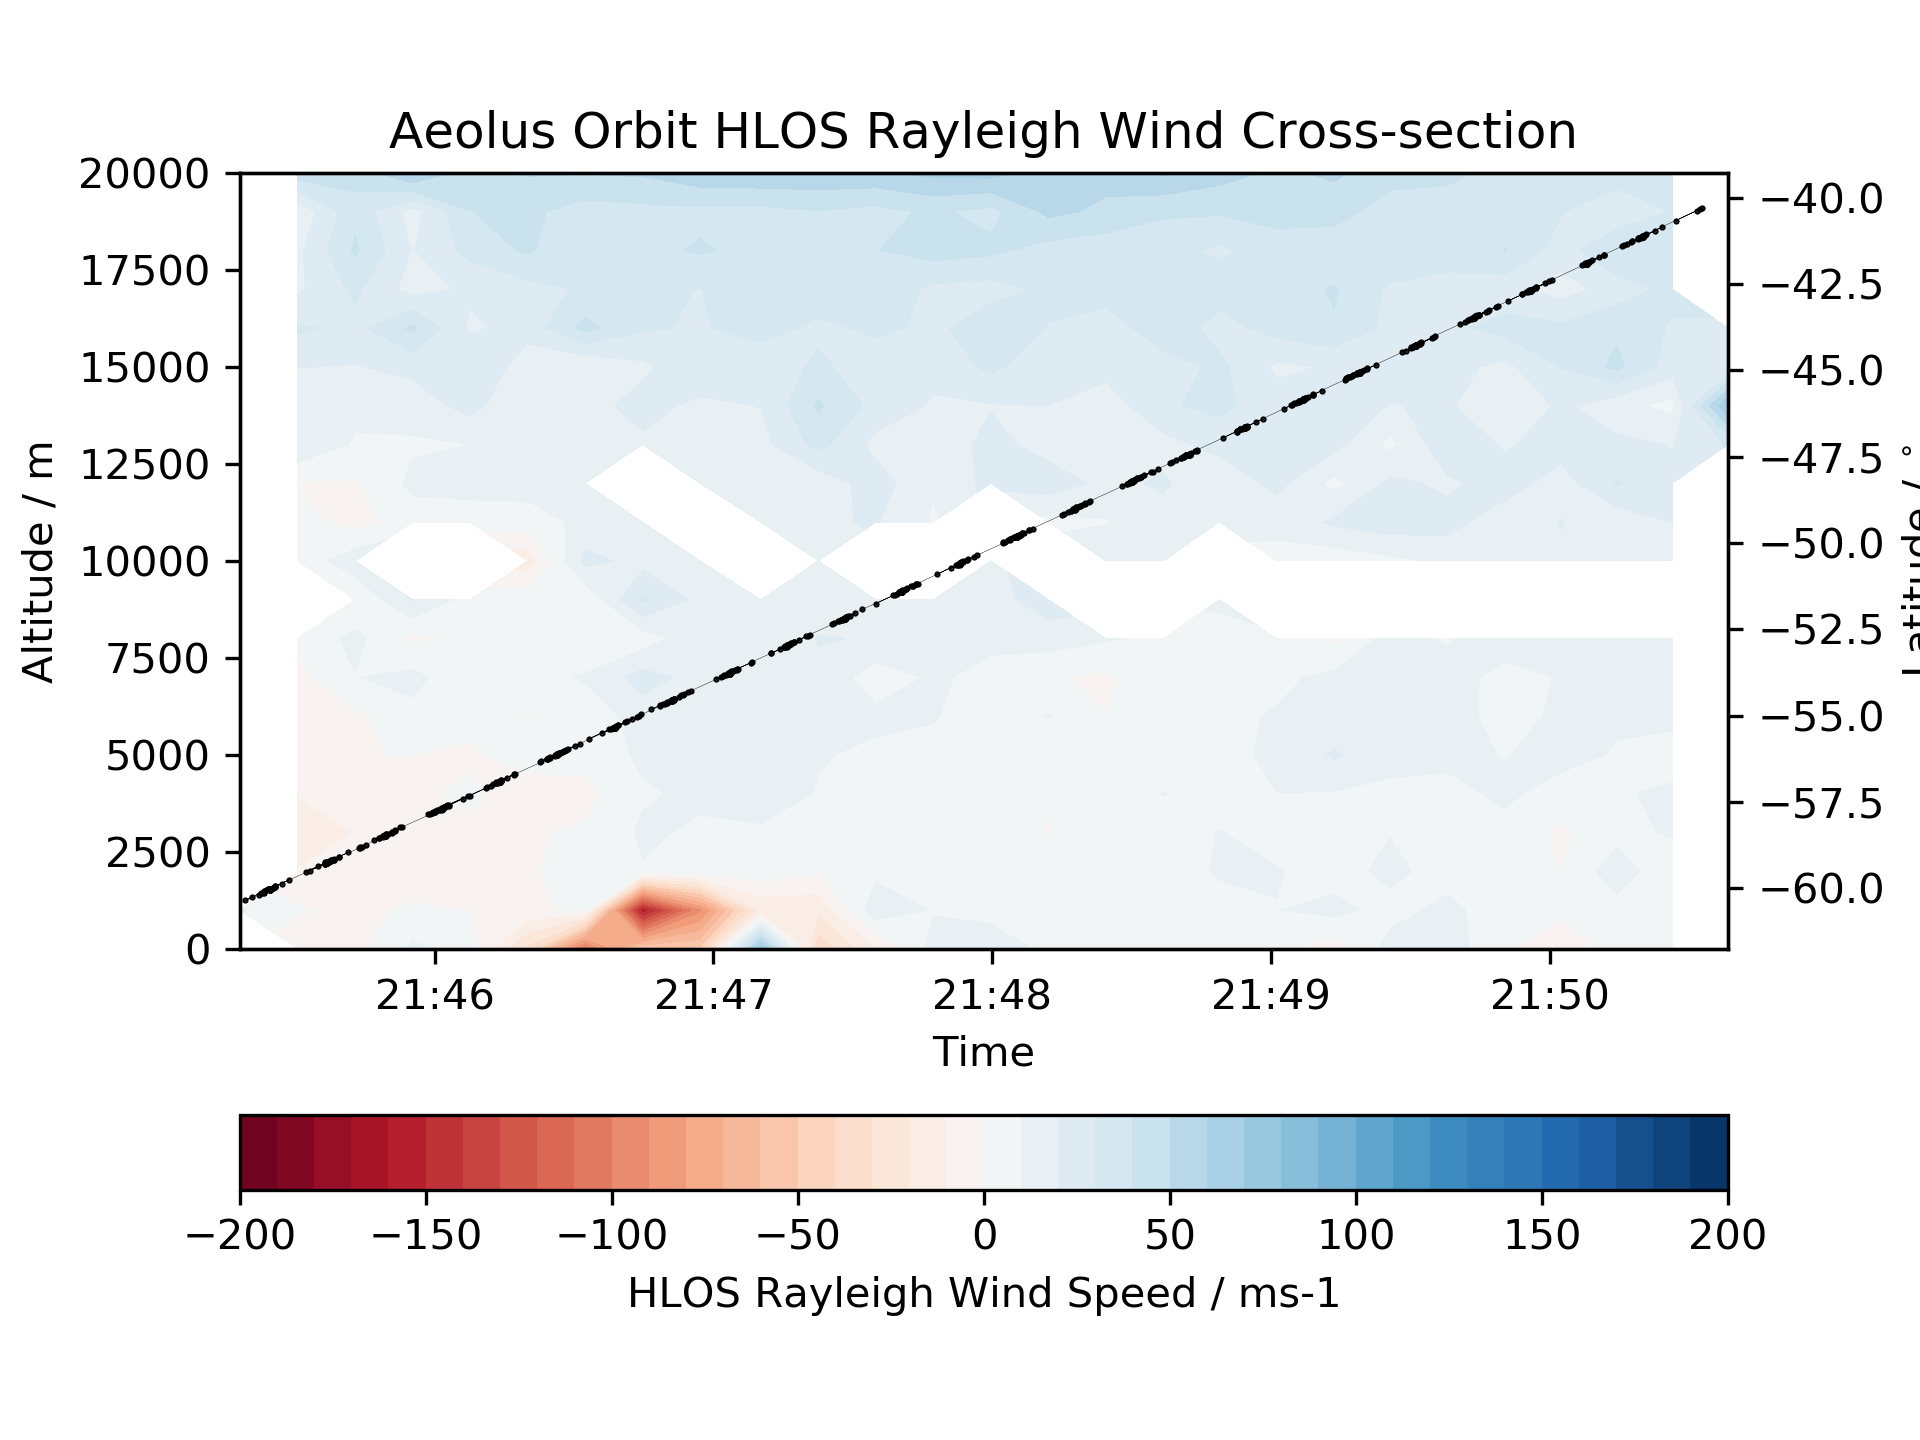 Aeolus Orbit HLOS Rayleigh Wind Cross-section
20000
17500
15000
12500
10000
7500
5000
2500
0
Altitude / m
−40.0
−42.5
−45.0
−47.5
−50.0
−52.5
−55.0
−57.5
−60.0
Latitude / °
21:46 21:47 21:48 21:49 21:50
Time
−200 −150 −100 −50 0 50 100 150 200
HLOS Rayleigh Wind Speed / ms-1